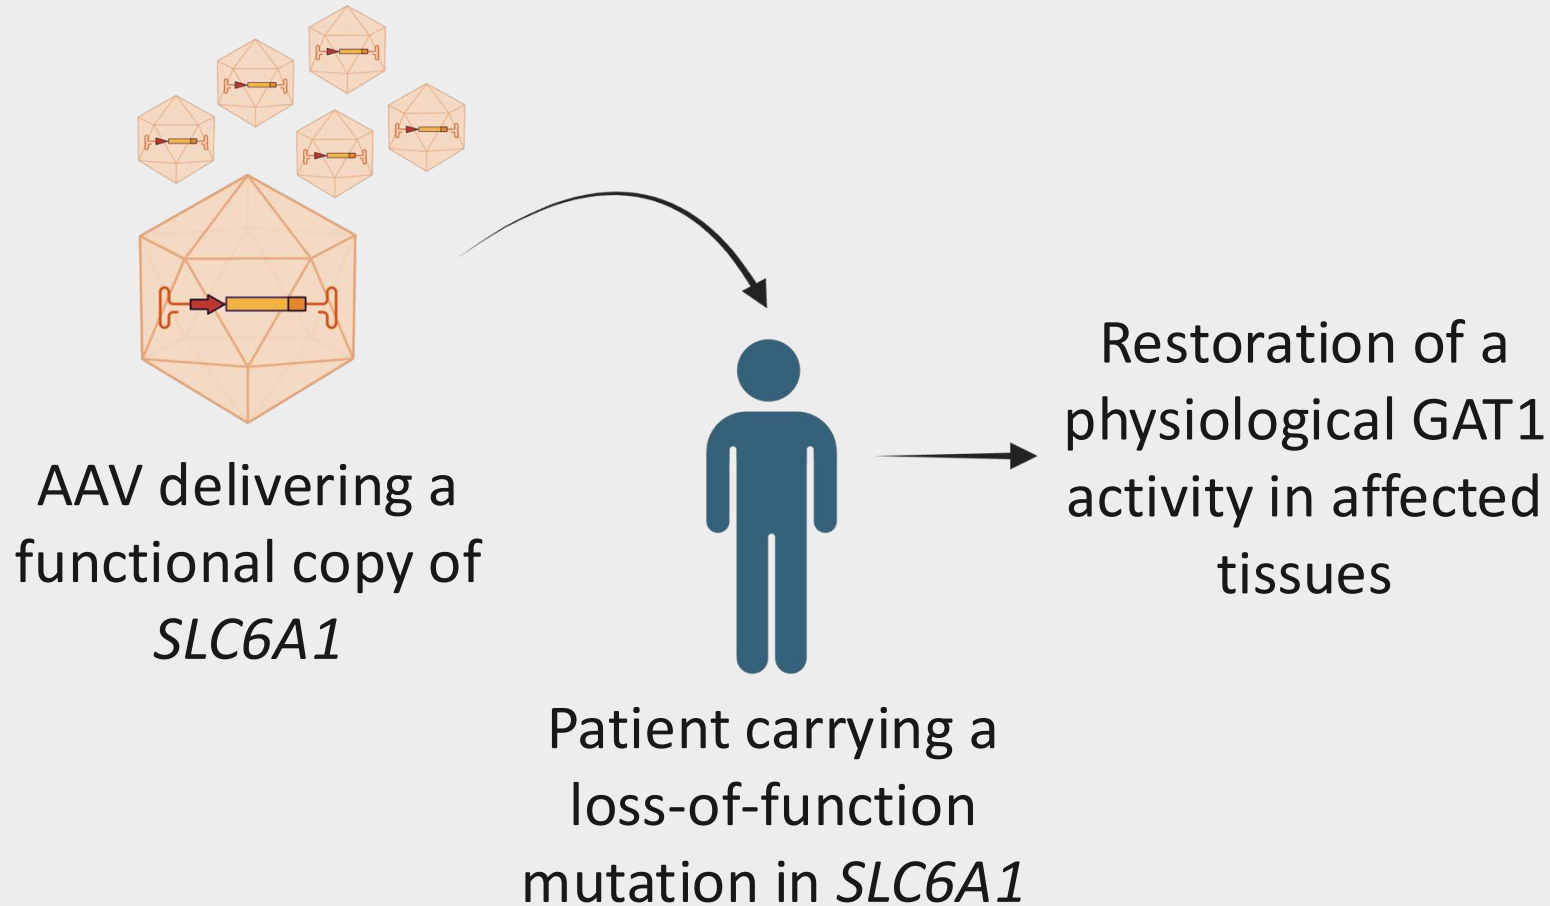 AAV delivering a
functional copy of
SLC6A1
Patient carrying a
loss-of-function
mutation in SLC6A1
Restoration of a
physiological GAT1
activity in affected
tissues